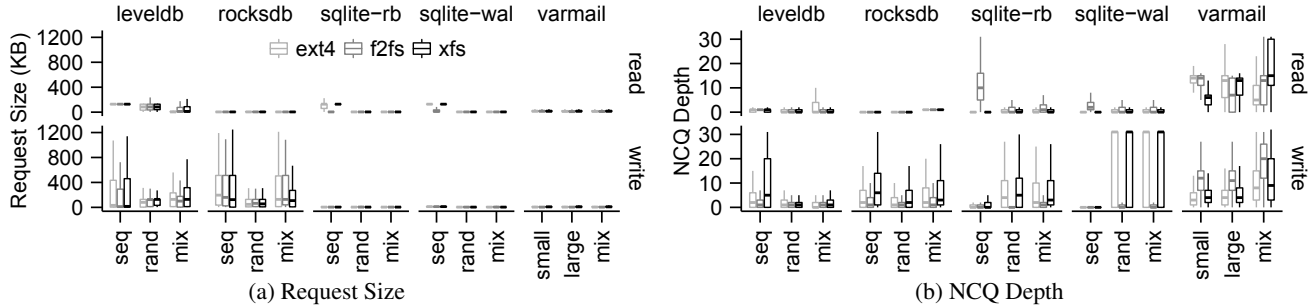 leveldb rocksdb sqlite-rb sqlite-wal varmail
Request Size (KB)
1200
800
400
0
read
ext4 f2fs xfs
1200
800
400
0
write
seq rand mix seq rand mix seq rand mix seq rand mix small large mix
(a) Request Size
leveldb rocksdb sqlite-rb sqlite-wal varmail
NCQ Depth
30
20
10
0
read
30
20
10
0
write
seq rand mix seq rand mix seq rand mix seq rand mix small large mix
(b) NCQ Depth